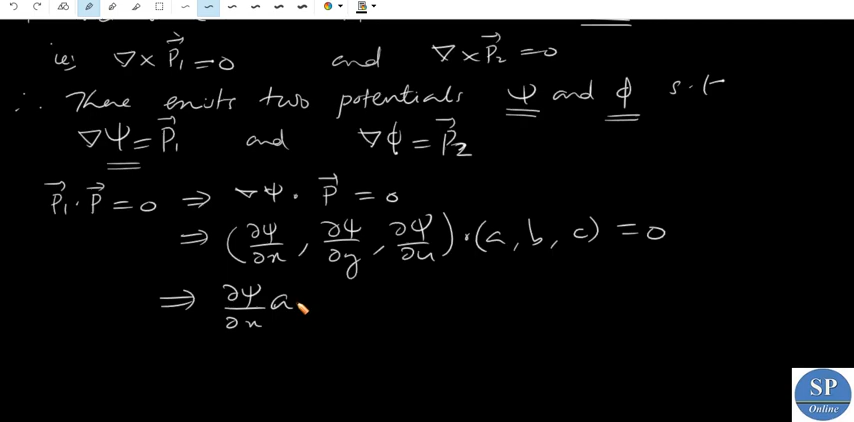 ie; ∇×P⃗₁=0 and ∇×P⃗₂=0
∴ There exists two potentials ψ and ϕ s.t
∇ψ=P⃗₁ and ∇ϕ=P⃗₂
P⃗₁·P⃗=0 ⇒ ∇ψ·P⃗=0
⇒ (∂ψ/∂x, ∂ψ/∂y, ∂ψ/∂u)·(a, b, c)=0
⇒ ∂ψ/∂x a
SP
Online